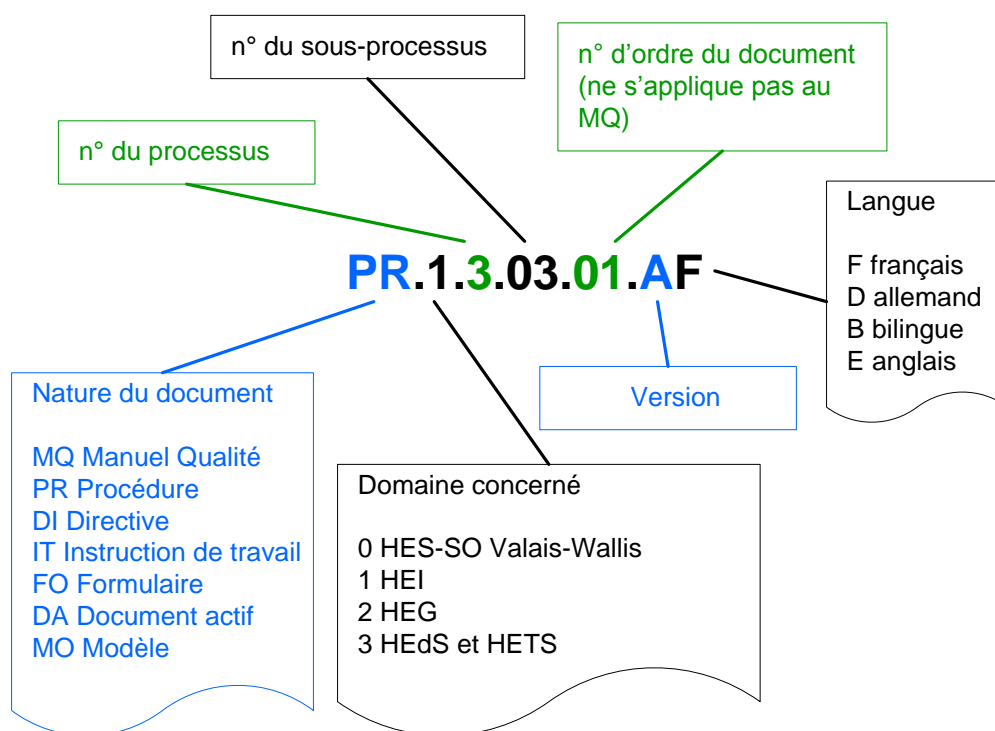 n° du sous-processus
n° d'ordre du document
(ne s'applique pas au
MQ)
n° du processus
Langue
F français
D allemand
B bilingue
E anglais
PR.1.3.03.01.AF
Nature du document
MQ Manuel Qualité
PR Procédure
DI Directive
IT Instruction de travail
FO Formulaire
DA Document actif
MO Modèle
Version
Domaine concerné
0 HES-SO Valais-Wallis
1 HEI
2 HEG
3 HEdS et HETS